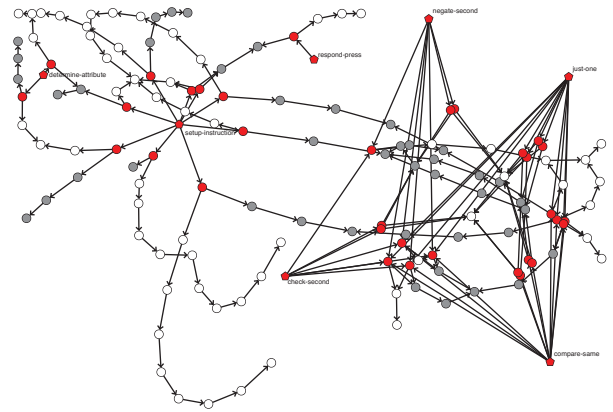 negate-second
respond-press
just-one
determine-attribute
setup-instruction
check-second
compare-same